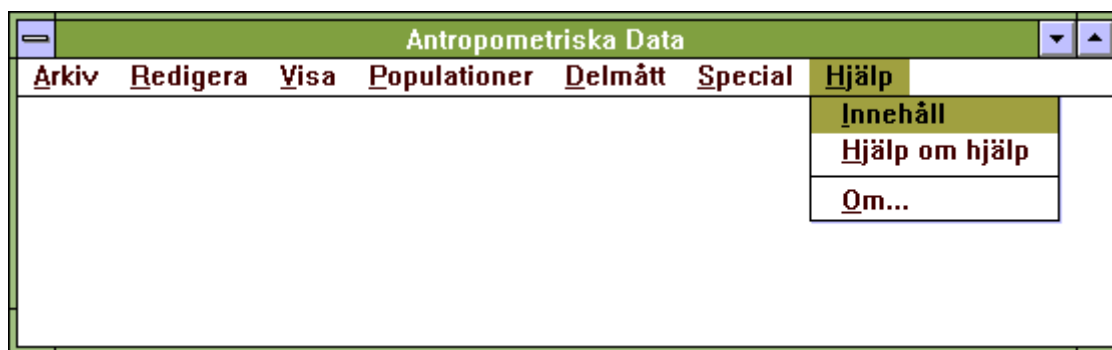 Antropometriska Data
Arkiv Redigera Visa Populationer Delmått Special Hjälp
Innehåll
Hjälp om hjälp
Om...